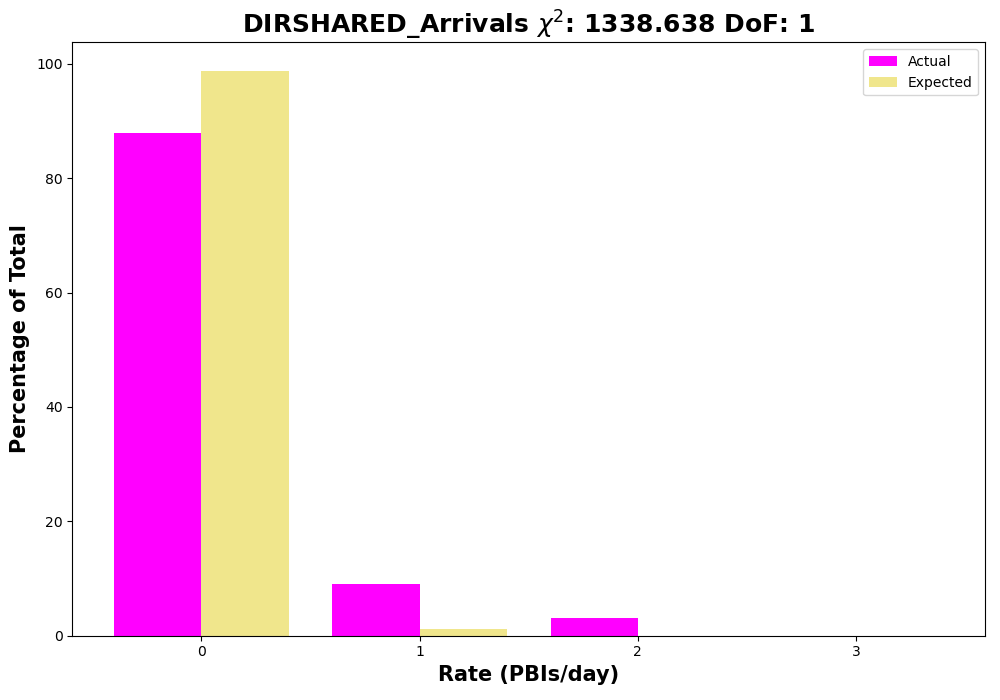 DIRSHARED_Arrivals χ²: 1338.638 DoF: 1
Actual
Expected
Percentage of Total
100
80
60
40
20
0
0 1 2 3
Rate (PBIs/day)